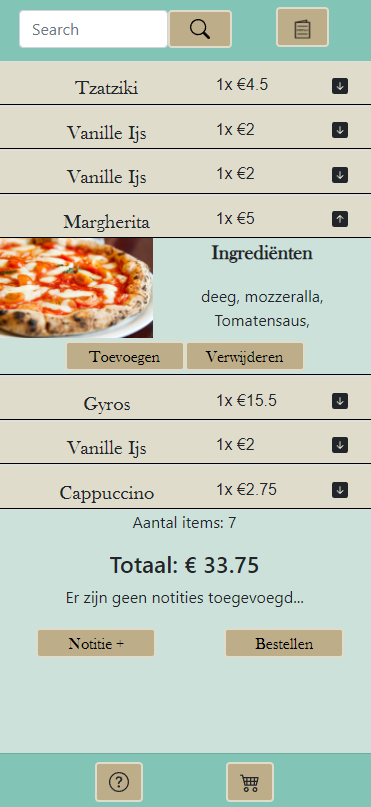 Search
Tzatziki 1x €4.5
Vanille Ijs 1x €2
Vanille Ijs 1x €2
Margherita 1x €5
Ingrediënten
deeg, mozzeralla,
Tomatensaus,
Toevoegen Verwijderen
Gyros 1x €15.5
Vanille Ijs 1x €2
Cappuccino 1x €2.75
Aantal items: 7
Totaal: € 33.75
Er zijn geen notities toegevoegd...
Notitie + Bestellen